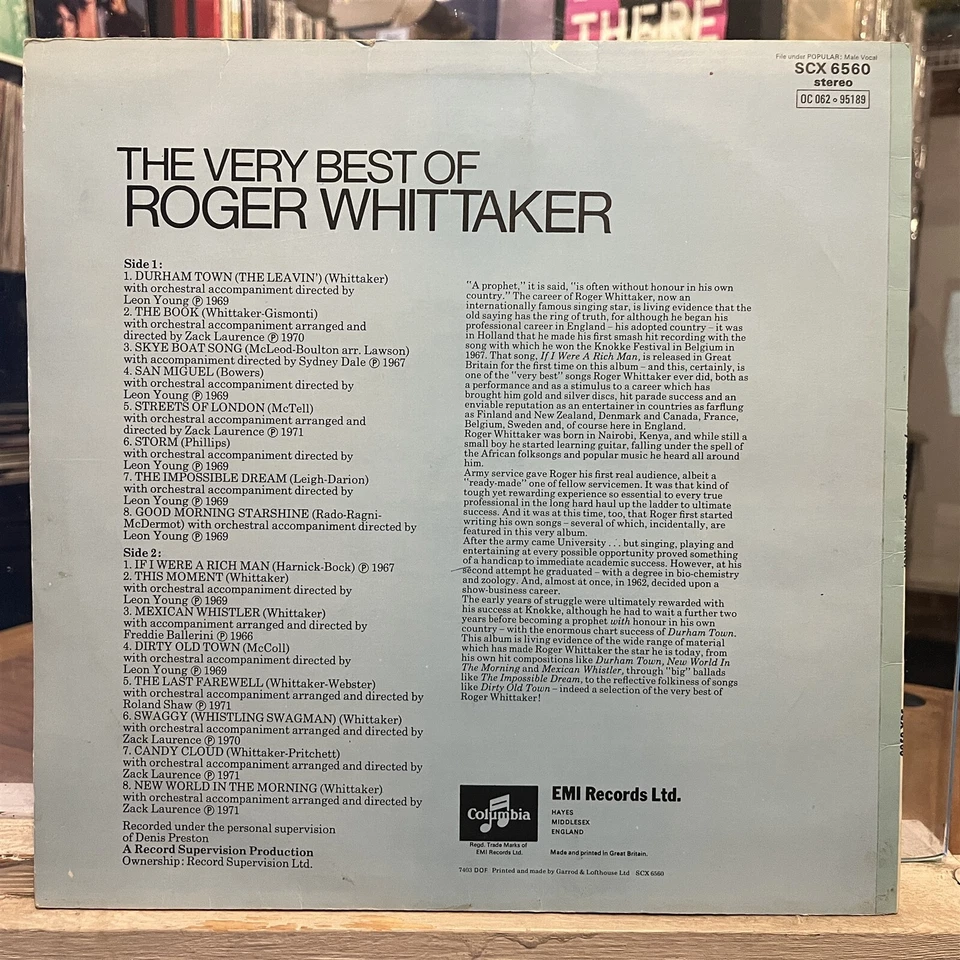 THERE
File under POPULAR: Male Vocal
SCX 6560
stereo
OC 062 o 95189
THE VERY BEST OF
ROGER WHITTAKER
Side 1:
1. DURHAM TOWN (THE LEAVIN') (Whittaker)
with orchestral accompaniment directed by
Leon Young Ⓟ 1969
2. THE BOOK (Whittaker-Gismonti)
with orchestral accompaniment arranged and
directed by Zack Laurence Ⓟ 1970
3. SKYE BOAT SONG (McLeod-Boulton arr. Lawson)
with accompaniment directed by Sydney Dale Ⓟ 1967
4. SAN MIGUEL (Bowers)
with orchestral accompaniment directed by
Leon Young Ⓟ 1969
5. STREETS OF LONDON (McTell)
with orchestral accompaniment arranged and
directed by Zack Laurence Ⓟ 1971
6. STORM (Phillips)
with orchestral accompaniment directed by
Leon Young Ⓟ 1969
7. THE IMPOSSIBLE DREAM (Leigh-Darion)
with orchestral accompaniment directed by
Leon Young Ⓟ 1969
8. GOOD MORNING STARSHINE (Rado-Ragni-
McDermot) with orchestral accompaniment directed by
Leon Young Ⓟ 1969
Side 2:
1. IF I WERE A RICH MAN (Harnick-Bock) Ⓟ 1967
2. THIS MOMENT (Whittaker)
with orchestral accompaniment directed by
Leon Young Ⓟ 1969
3. MEXICAN WHISTLER (Whittaker)
with accompaniment arranged and directed by
Freddie Ballerini Ⓟ 1966
4. DIRTY OLD TOWN (McColl)
with orchestral accompaniment directed by
Leon Young Ⓟ 1969
5. THE LAST FAREWELL (Whittaker-Webster)
with orchestral accompaniment arranged and directed by
Roland Shaw Ⓟ 1971
6. SWAGGY (WHISTLING SWAGMAN) (Whittaker)
with orchestral accompaniment arranged and directed by
Zack Laurence Ⓟ 1970
7. CANDY CLOUD (Whittaker-Pritchett)
with orchestral accompaniment arranged and directed by
Zack Laurence Ⓟ 1971
8. NEW WORLD IN THE MORNING (Whittaker)
with orchestral accompaniment arranged and directed by
Zack Laurence Ⓟ 1971
Recorded under the personal supervision
of Denis Preston
A Record Supervision Production
Ownership: Record Supervision Ltd.
"A prophet," it is said, "is often without honour in his own
country." The career of Roger Whittaker, now an
internationally famous singing star, is living evidence that the
old saying has the ring of truth, for although he began his
professional career in England – his adopted country – it was
in Holland that he made his first smash hit recording with the
song with which he won the Knokke Festival in Belgium in
1967. That song, If I Were A Rich Man, is released in Great
Britain for the first time on this album – and this, certainly, is
one of the "very best" songs Roger Whittaker ever did, both as
a performance and as a stimulus to a career which has
brought him gold and silver discs, hit parade success and an
enviable reputation as an entertainer in countries as farflung
as Finland and New Zealand, Denmark and Canada, France,
Belgium, Sweden and, of course here in England.
Roger Whittaker was born in Nairobi, Kenya, and while still a
small boy he started learning guitar, falling under the spell of
the African folksongs and popular music he heard all around
him.
Army service gave Roger his first real audience, albeit a
"ready-made" one of fellow servicemen. It was that kind of
tough yet rewarding experience so essential to every true
professional in the long hard haul up the ladder to ultimate
success. And it was at this time, too, that Roger first started
writing his own songs – several of which, incidentally, are
featured in this very album.
After the army came University . . . but singing, playing and
entertaining at every possible opportunity proved something
of a handicap to immediate academic success. However, at his
second attempt he graduated – with a degree in bio-chemistry
and zoology. And, almost at once, in 1962, decided upon a
show-business career.
The early years of struggle were ultimately rewarded with
his success at Knokke, although he had to wait a further two
years before becoming a prophet with honour in his own
country – with the enormous chart success of Durham Town.
This album is living evidence of the wide range of material
which has made Roger Whittaker the star he is today, from
his own hit compositions like Durham Town, New World In
The Morning and Mexican Whistler, through "big" ballads
like The Impossible Dream, to the reflective folkiness of songs
like Dirty Old Town – indeed a selection of the very best of
Roger Whittaker!
Columbia
Regd. Trade Marks of
EMI Records Ltd.
EMI Records Ltd.
HAYES
MIDDLESEX
ENGLAND
Made and printed in Great Britain.
7403 DOF Printed and made by Garrod & Lofthouse Ltd SCX 6560